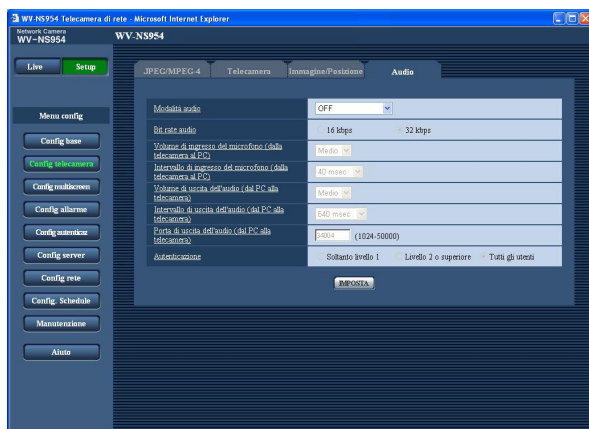 WV-NS954 Telecamera di rete - Microsoft Internet Explorer
Network Camera
WV-NS954
WV-NS954
Live
Setup
JPEG/MPEG-4
Telecamera
Immagine/Posizione
Audio
Menu config
Config base
Config telecamera
Config multiscreen
Config allarme
Config autenticaz
Config server
Config rete
Config. Schedule
Manutenzione
Aiuto
Modalità audio
OFF
Bit rate audio
16 kbps
32 kbps
Volume di ingresso del microfono (dalla
telecamera al PC)
Medio
Intervallo di ingresso del microfono (dalla
telecamera al PC)
40 msec
Volume di uscita dell'audio (dal PC alla
telecamera)
Medio
Intervallo di uscita dell'audio (dal PC alla
telecamera)
640 msec
Porta di uscita dell'audio (dal PC alla
telecamera)
34004
(1024-50000)
Autenticazione
Soltanto livello 1
Livello 2 o superiore
Tutti gli utenti
IMPOSTA